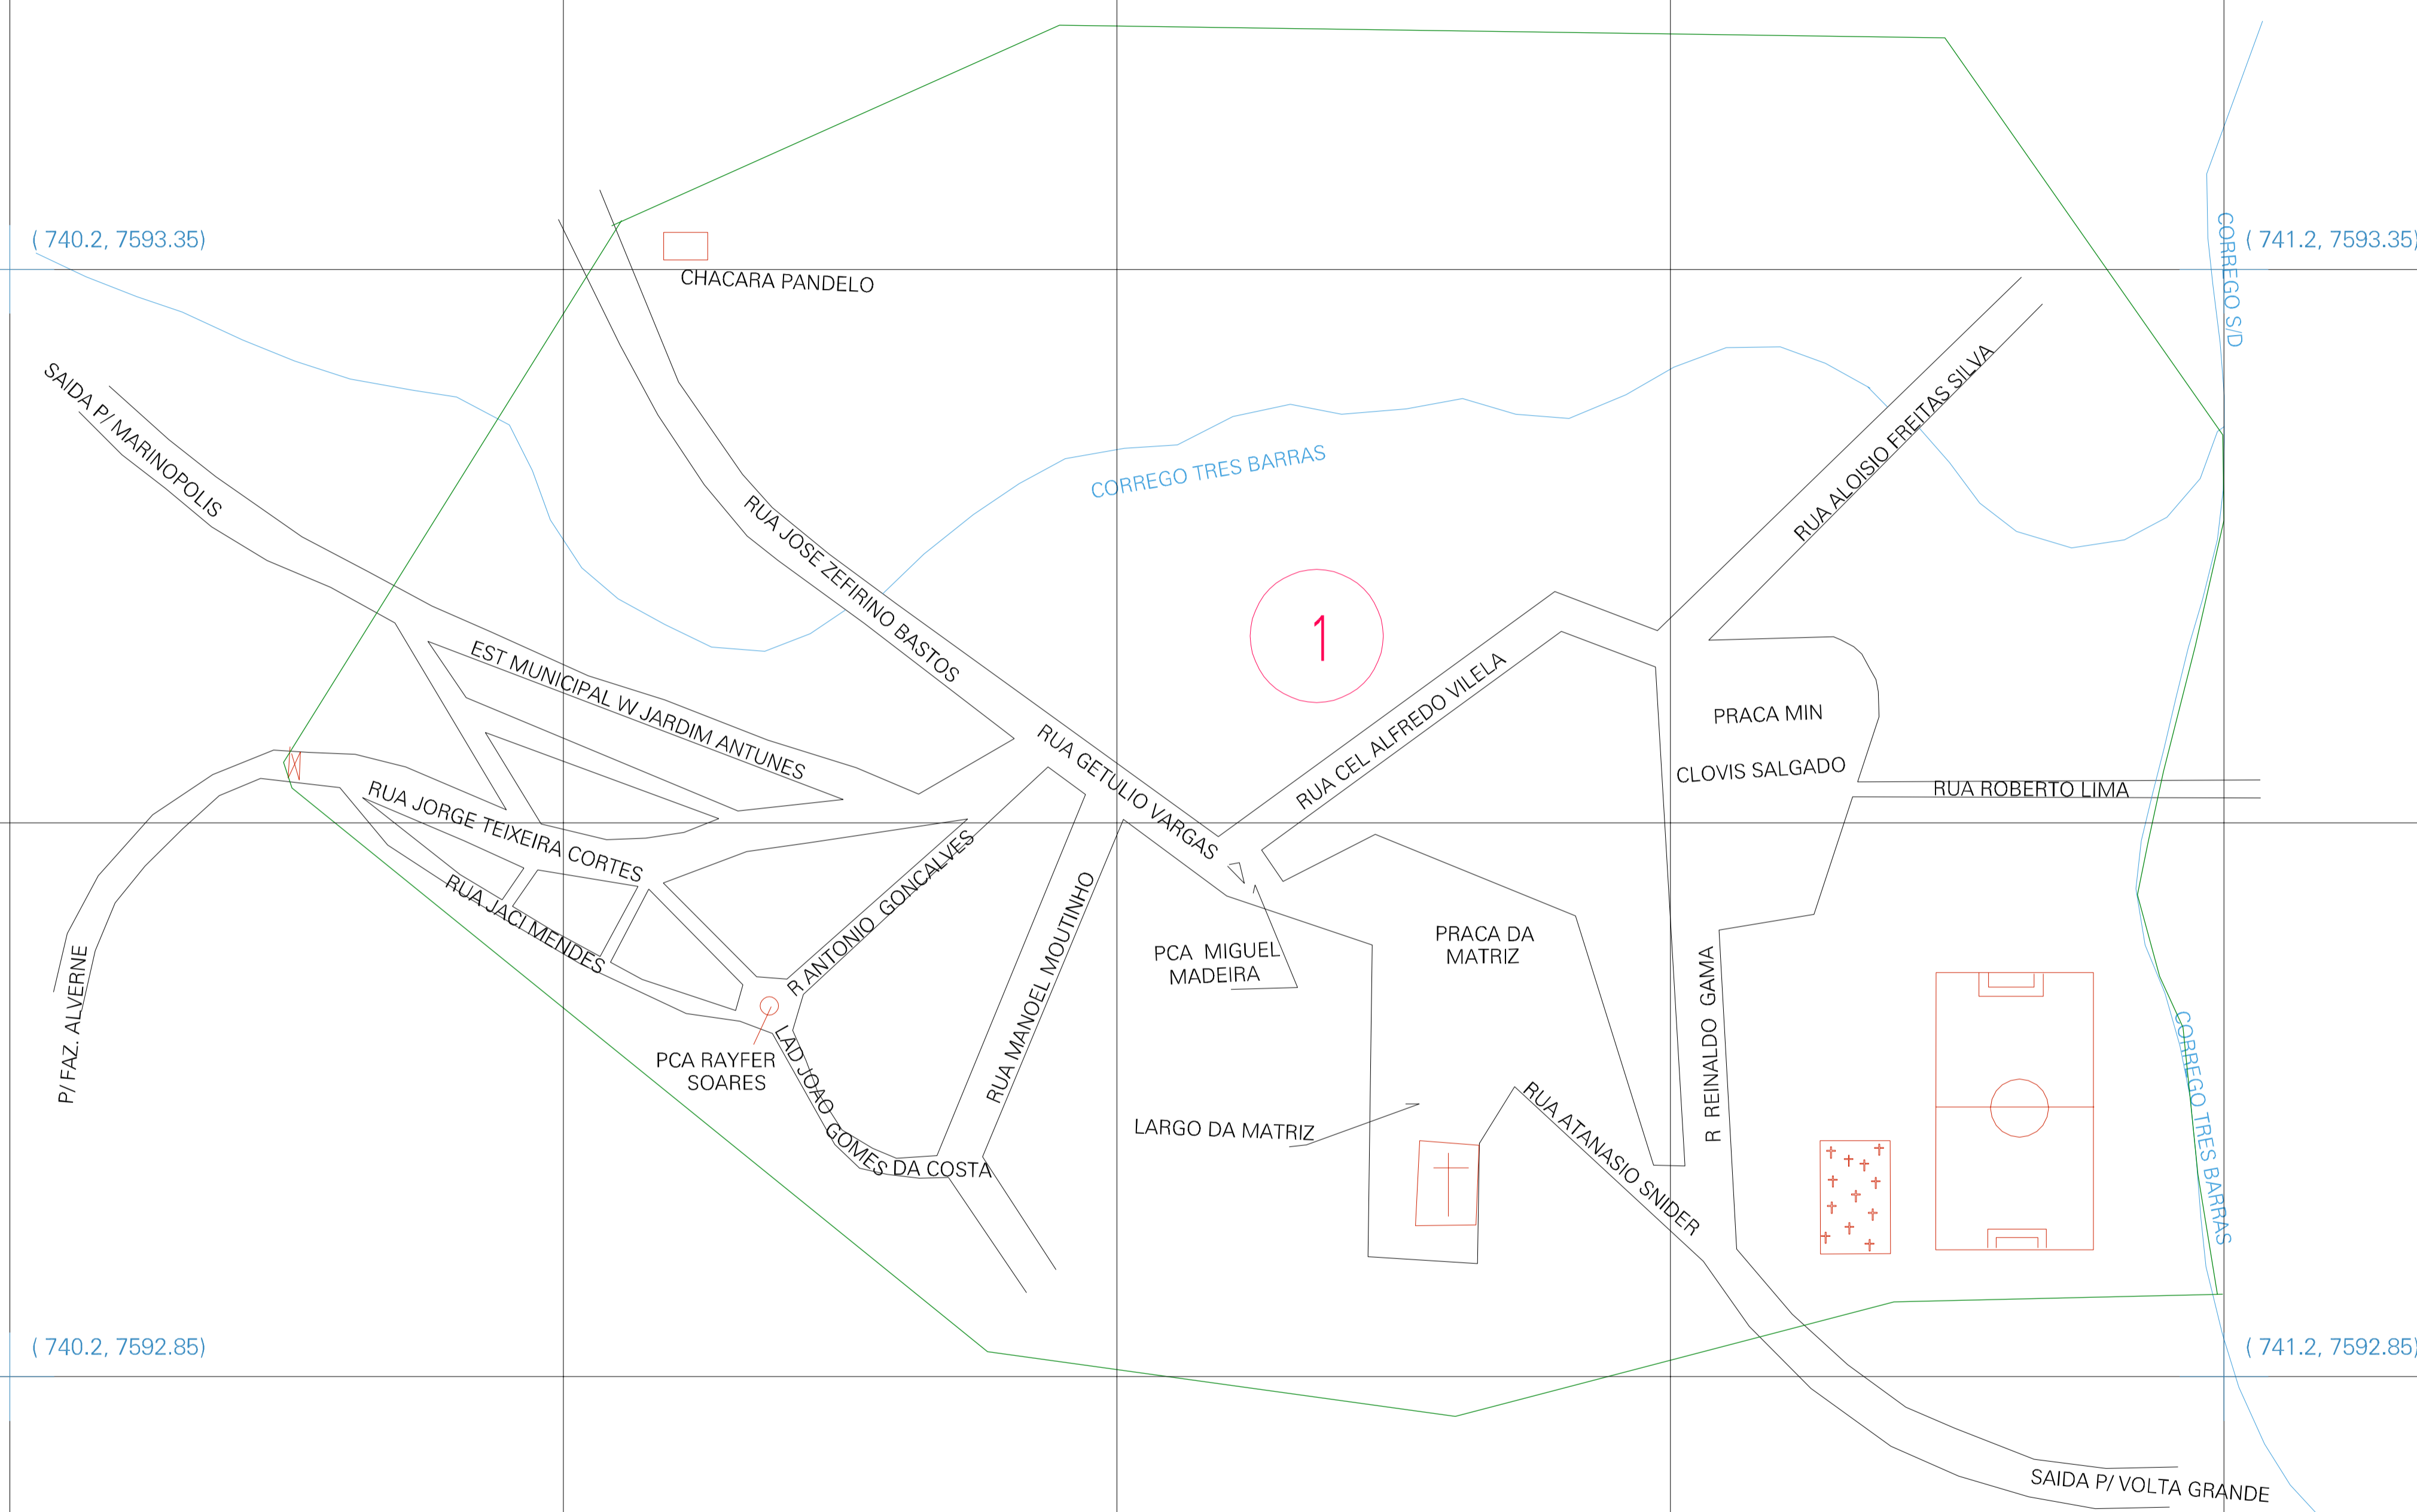 ( 740.2, 7593.35)
( 741.2, 7593.35)
CORREGO S/D
CHACARA PANDELO
SAIDA P/ MARINOPOLIS
RUA ALOISIO FREITAS SILVA
CORREGO TRES BARRAS
RUA JOSE ZEFIRINO BASTOS
1
EST MUNICIPAL W JARDIM ANTUNES
RUA CEL ALFREDO VILELA
PRACA MIN
CLOVIS SALGADO
RUA GETULIO VARGAS
RUA ROBERTO LIMA
RUA JORGE TEIXEIRA CORTES
RUA JACI MENDES
R ANTONIO GONCALVES
RUA MANOEL MOUTINHO
PCA MIGUEL
MADEIRA
PRACA DA
MATRIZ
R REINALDO GAMA
P/ FAZ. ALVERNE
PCA RAYFER
SOARES
LAD JOAO GOMES DA COSTA
LARGO DA MATRIZ
RUA ATANASIO SNIDER
CORREGO TRES BARRAS
( 740.2, 7592.85)
( 741.2, 7592.85)
SAIDA P/ VOLTA GRANDE